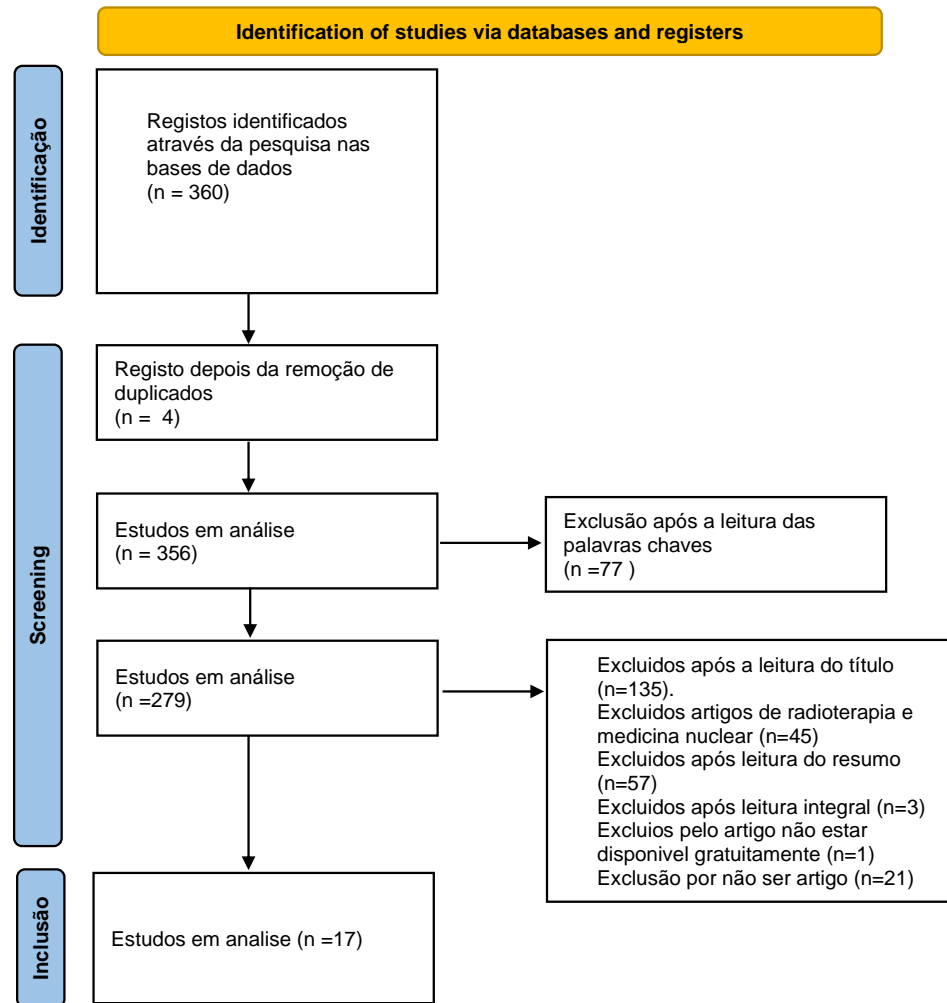 Identification of studies via databases and registers
Identificação
Registos identificados
através da pesquisa nas
bases de dados
(n = 360)
Screening
Registo depois da remoção de
duplicados
(n =  4)
Estudos em análise
(n = 356)
Exclusão após a leitura das
palavras chaves
(n =77 )
Estudos em análise
(n =279)
Excluidos após a leitura do título
(n=135).
Excluidos artigos de radioterapia e
medicina nuclear (n=45)
Excluidos após leitura do resumo
(n=57)
Excluidos após leitura integral (n=3)
Excluios pelo artigo não estar
disponivel gratuitamente (n=1)
Exclusão por não ser artigo (n=21)
Inclusão
Estudos em analise (n =17)